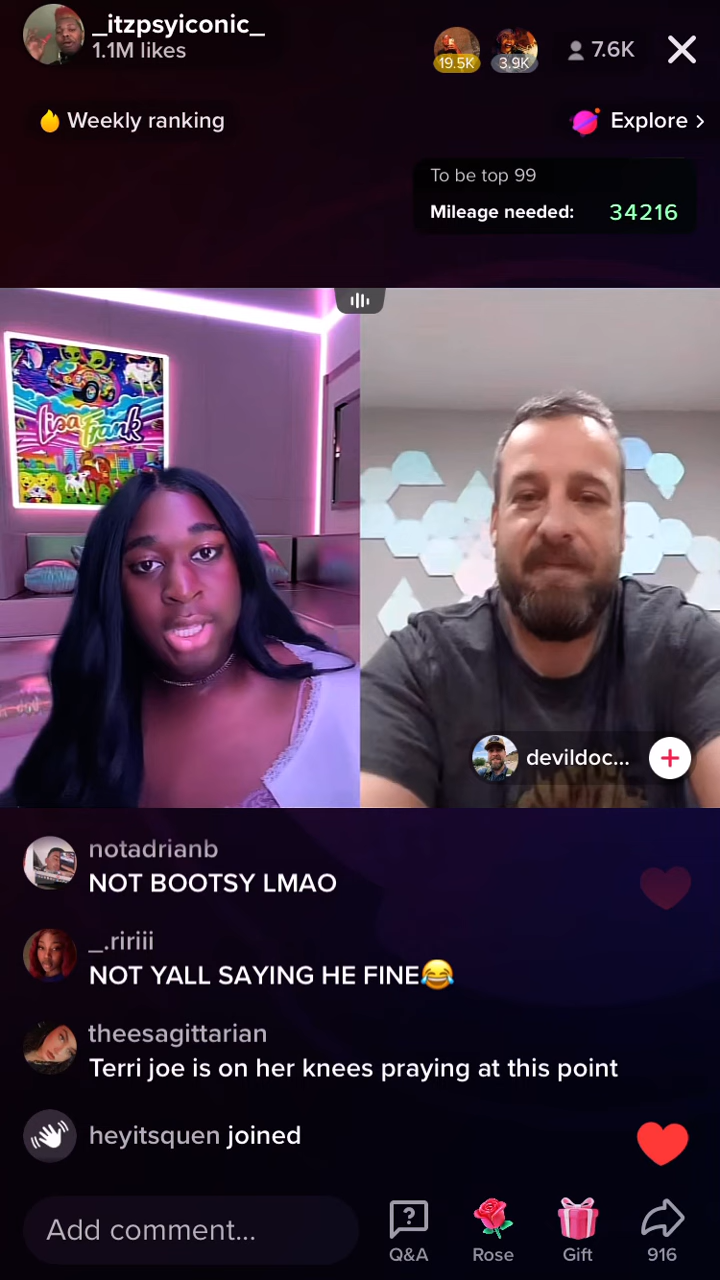 _itzpsyiconic_
1.1M likes
19.5K
3.9K
7.6K
Weekly ranking
Explore >
To be top 99
Mileage needed: 34216
Lisa Frank
devildoc...
notadrianb
NOT BOOTSY LMAO
_.ririii
NOT YALL SAYING HE FINE😂
theesagittarian
Terri joe is on her knees praying at this point
heyitsquen joined
Add comment...
Q&A
Rose
Gift
916